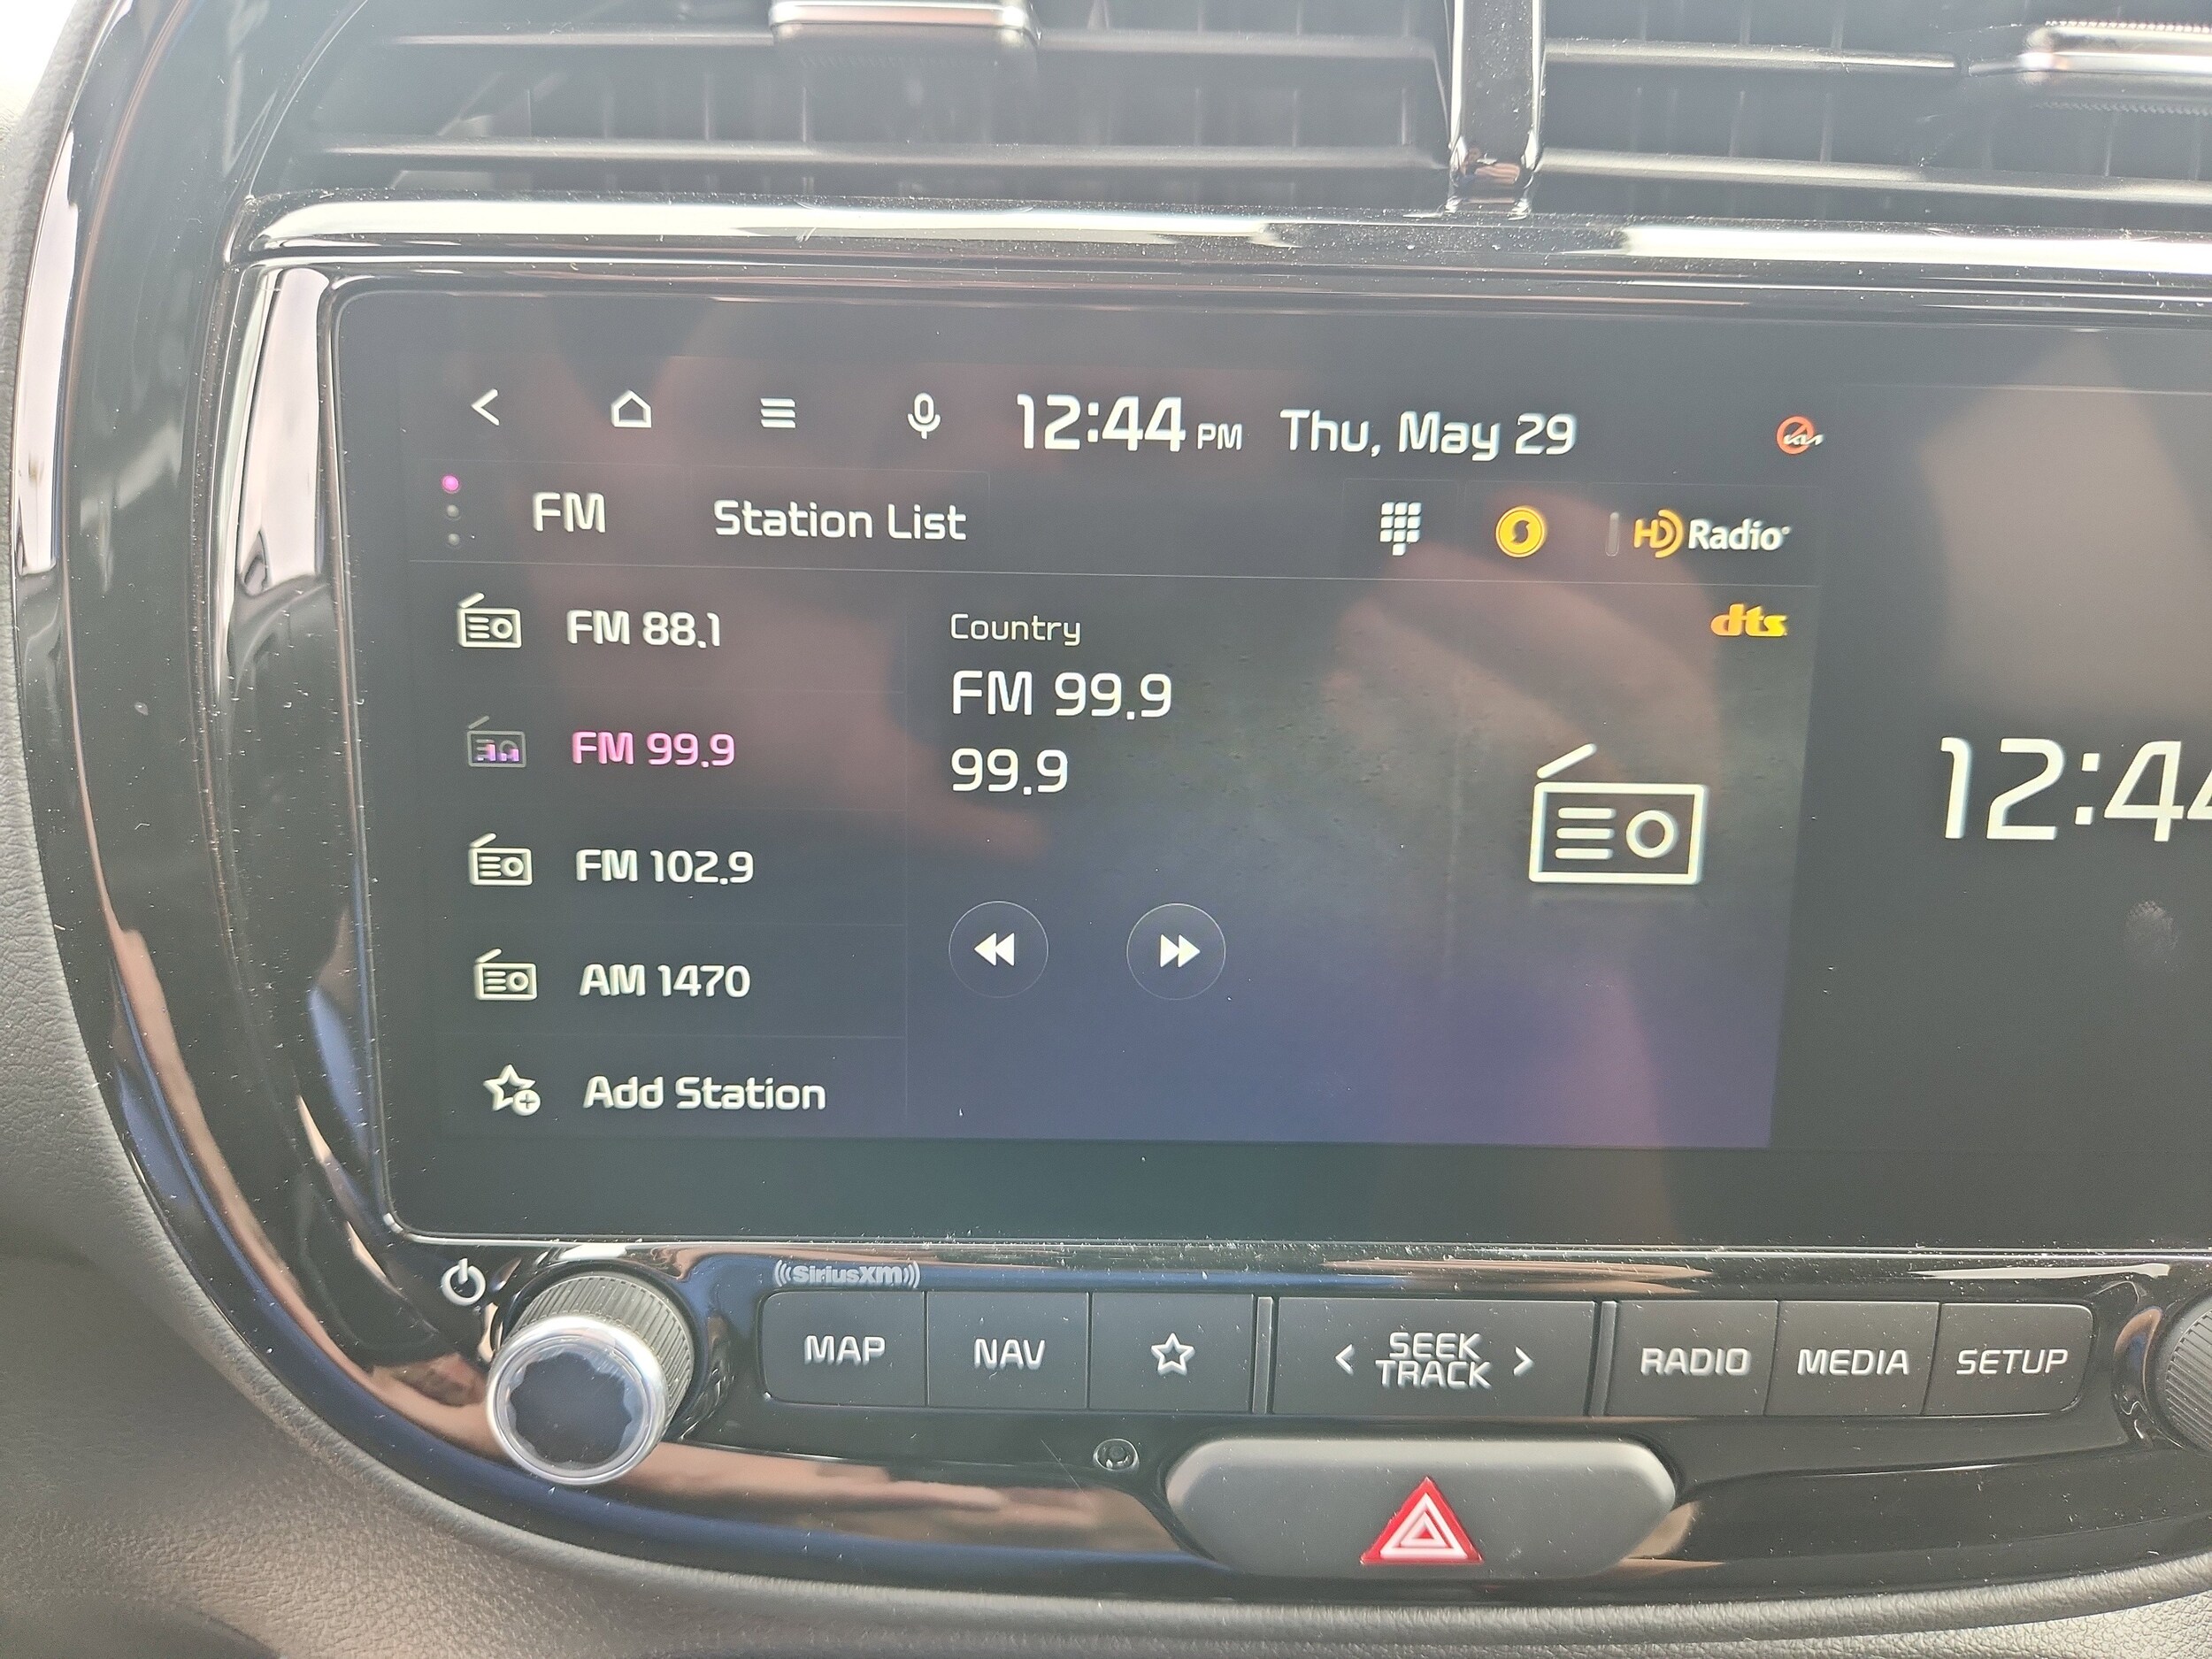 12:44 PM Thu, May 29
FM Station List HD Radio
dts
FM 88.1
FM 99.9
FM 102.9
AM 1470
Add Station
Country
FM 99.9
99.9
12:44
((SiriusXM))
MAP NAV < SEEK TRACK > RADIO MEDIA SETUP